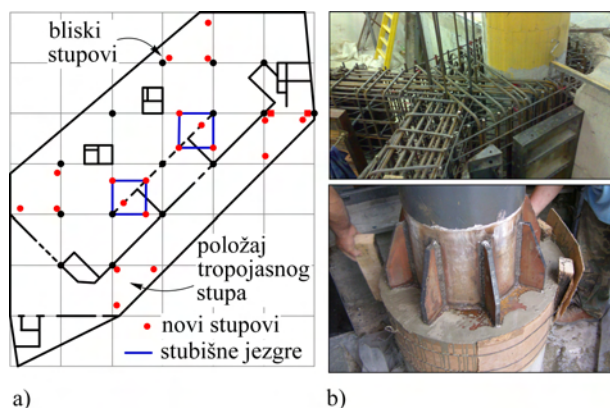 bliski
stupovi
položaj
tropojasnog
stupa
novi stupovi
stubišne jezgre
a)
b)